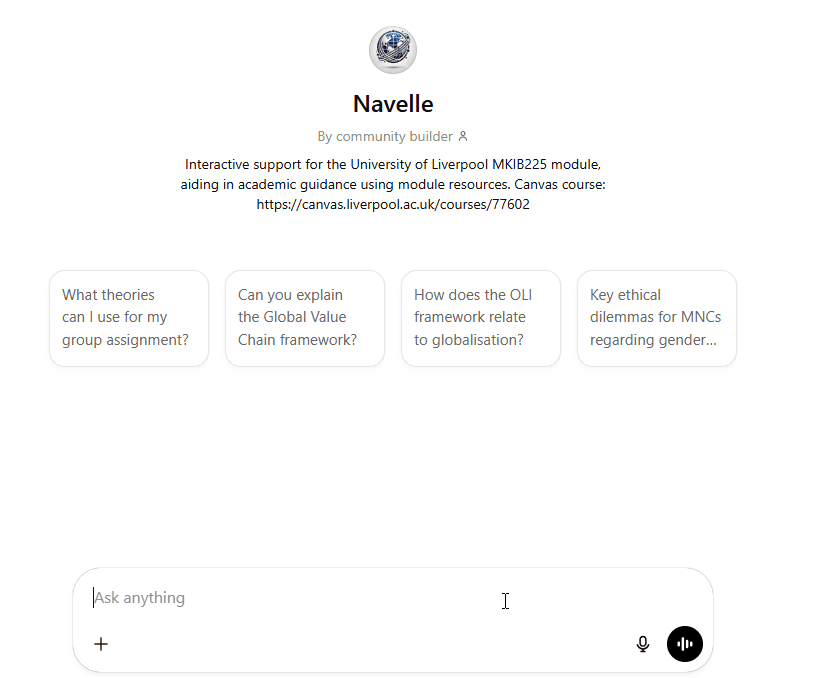 Navelle
By community builder
Interactive support for the University of Liverpool MKIB225 module,
aiding in academic guidance using module resources. Canvas course:
https://canvas.liverpool.ac.uk/courses/77602
What theories
can I use for my
group assignment?
Can you explain
the Global Value
Chain framework?
How does the OLI
framework relate
to globalisation?
Key ethical
dilemmas for MNCs
regarding gender...
Ask anything